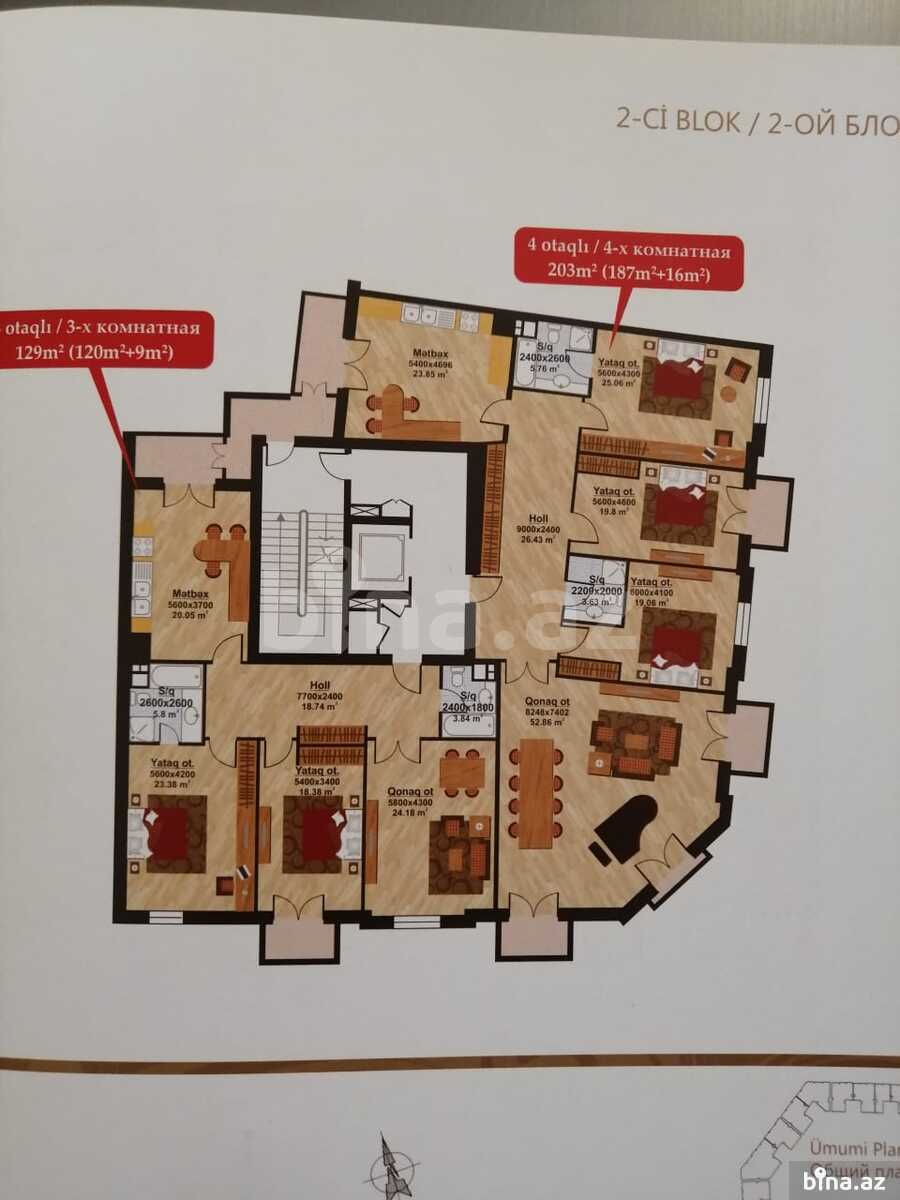 2-Cİ BLOK / 2-ОЙ БЛО
4 otaqlı / 4-х комнатная
203m² (187m²+16m²)
otaqlı / 3-х комнатная
129m² (120m²+9m²)
Mətbəx
5400x4696
23.85 m²
S/q
2400x2600
5.76 m²
Yataq ot.
5600x4300
25.06 m²
Yataq ot.
5600x4600
19.8 m²
Holl
9000x2400
26.43 m²
S/q
2200x2000
3.63 m²
Yataq ot.
6000x4100
19.06 m²
Mətbəx
5600x3700
20.05 m²
Holl
7700x2400
18.74 m²
S/q
2600x2600
5.8 m²
S/q
2400x1800
3.84 m²
Qonaq ot
8246x7402
52.86 m²
Yataq ot.
5600x4200
23.38 m²
Yataq ot.
5400x3400
18.38 m²
Qonaq ot
5800x4300
24.18 m²
bina.az
Ümumi Pla
Общий пла
bina.az